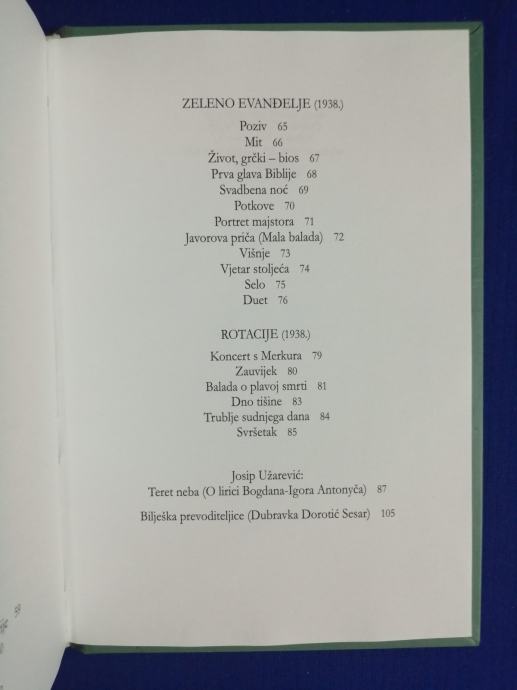 ZELENO EVANĐELJE (1938.)
Poziv 65
Mit 66
Život, grčki – bios 67
Prva glava Biblije 68
Svadbena noć 69
Potkove 70
Portret majstora 71
Javorova priča (Mala balada) 72
Višnje 73
Vjetar stoljeća 74
Selo 75
Duet 76
ROTACIJE (1938.)
Koncert s Merkura 79
Zauvijek 80
Balada o plavoj smrti 81
Dno tišine 83
Trublje sudnjega dana 84
Svršetak 85
Josip Užarević:
Teret neba (O lirici Bogdana-Igora Antonyča) 87
Bilješka prevoditeljice (Dubravka Dorotić Sesar) 105